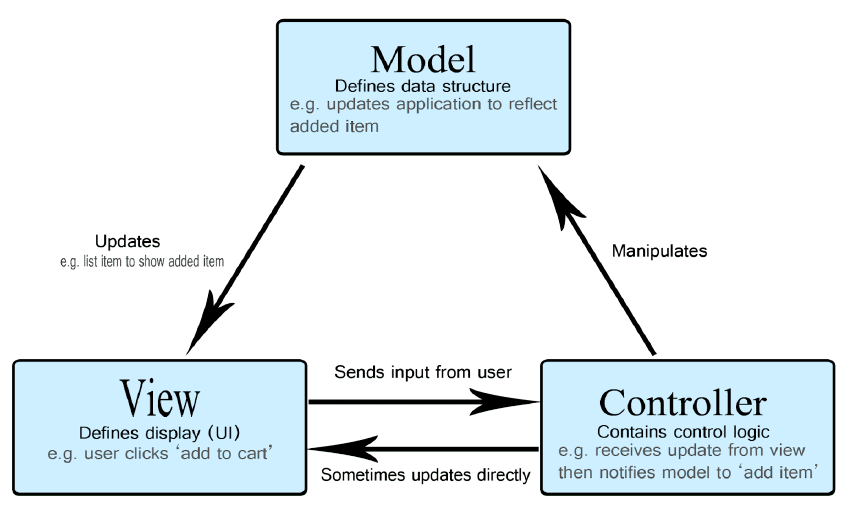 Model
Defines data structure
e.g. updates application to reflect
added item
Updates
e.g. list item to show added item
Manipulates
View
Defines display (UI)
e.g. user clicks ‘add to cart’
Sends input from user
Sometimes updates directly
Controller
Contains control logic
e.g. receives update from view
then notifies model to ‘add item’